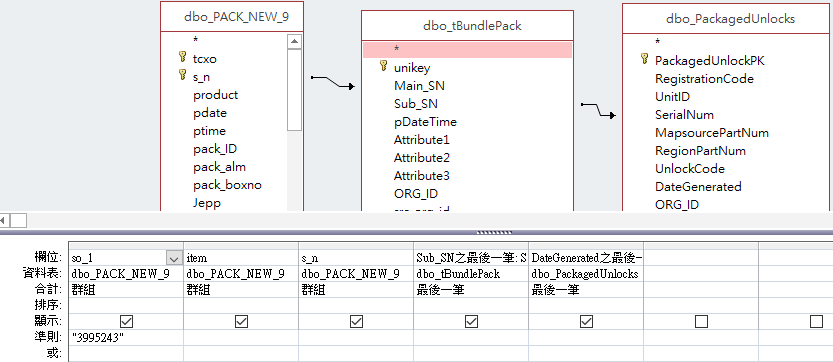 dbo_PACK_NEW_9
*
tcxo
s_n
product
pdate
ptime
pack_ID
pack_alm
pack_boxno
Jepp
dbo_tBundlePack
*
unikey
Main_SN
Sub_SN
pDateTime
Attribute1
Attribute2
Attribute3
ORG_ID
dbo_PackagedUnlocks
*
PackagedUnlockPK
RegistrationCode
UnitID
SerialNum
MapsourcePartNum
RegionPartNum
UnlockCode
DateGenerated
ORG_ID
欄位: so_1 item s_n Sub_SN之最後一筆: S DateGenerated之最後一
資料表: dbo_PACK_NEW_9 dbo_PACK_NEW_9 dbo_PACK_NEW_9 dbo_tBundlePack dbo_PackagedUnlocks
合計: 群組 群組 群組 最後一筆 最後一筆
排序:
顯示:
準則: "3995243"
或: